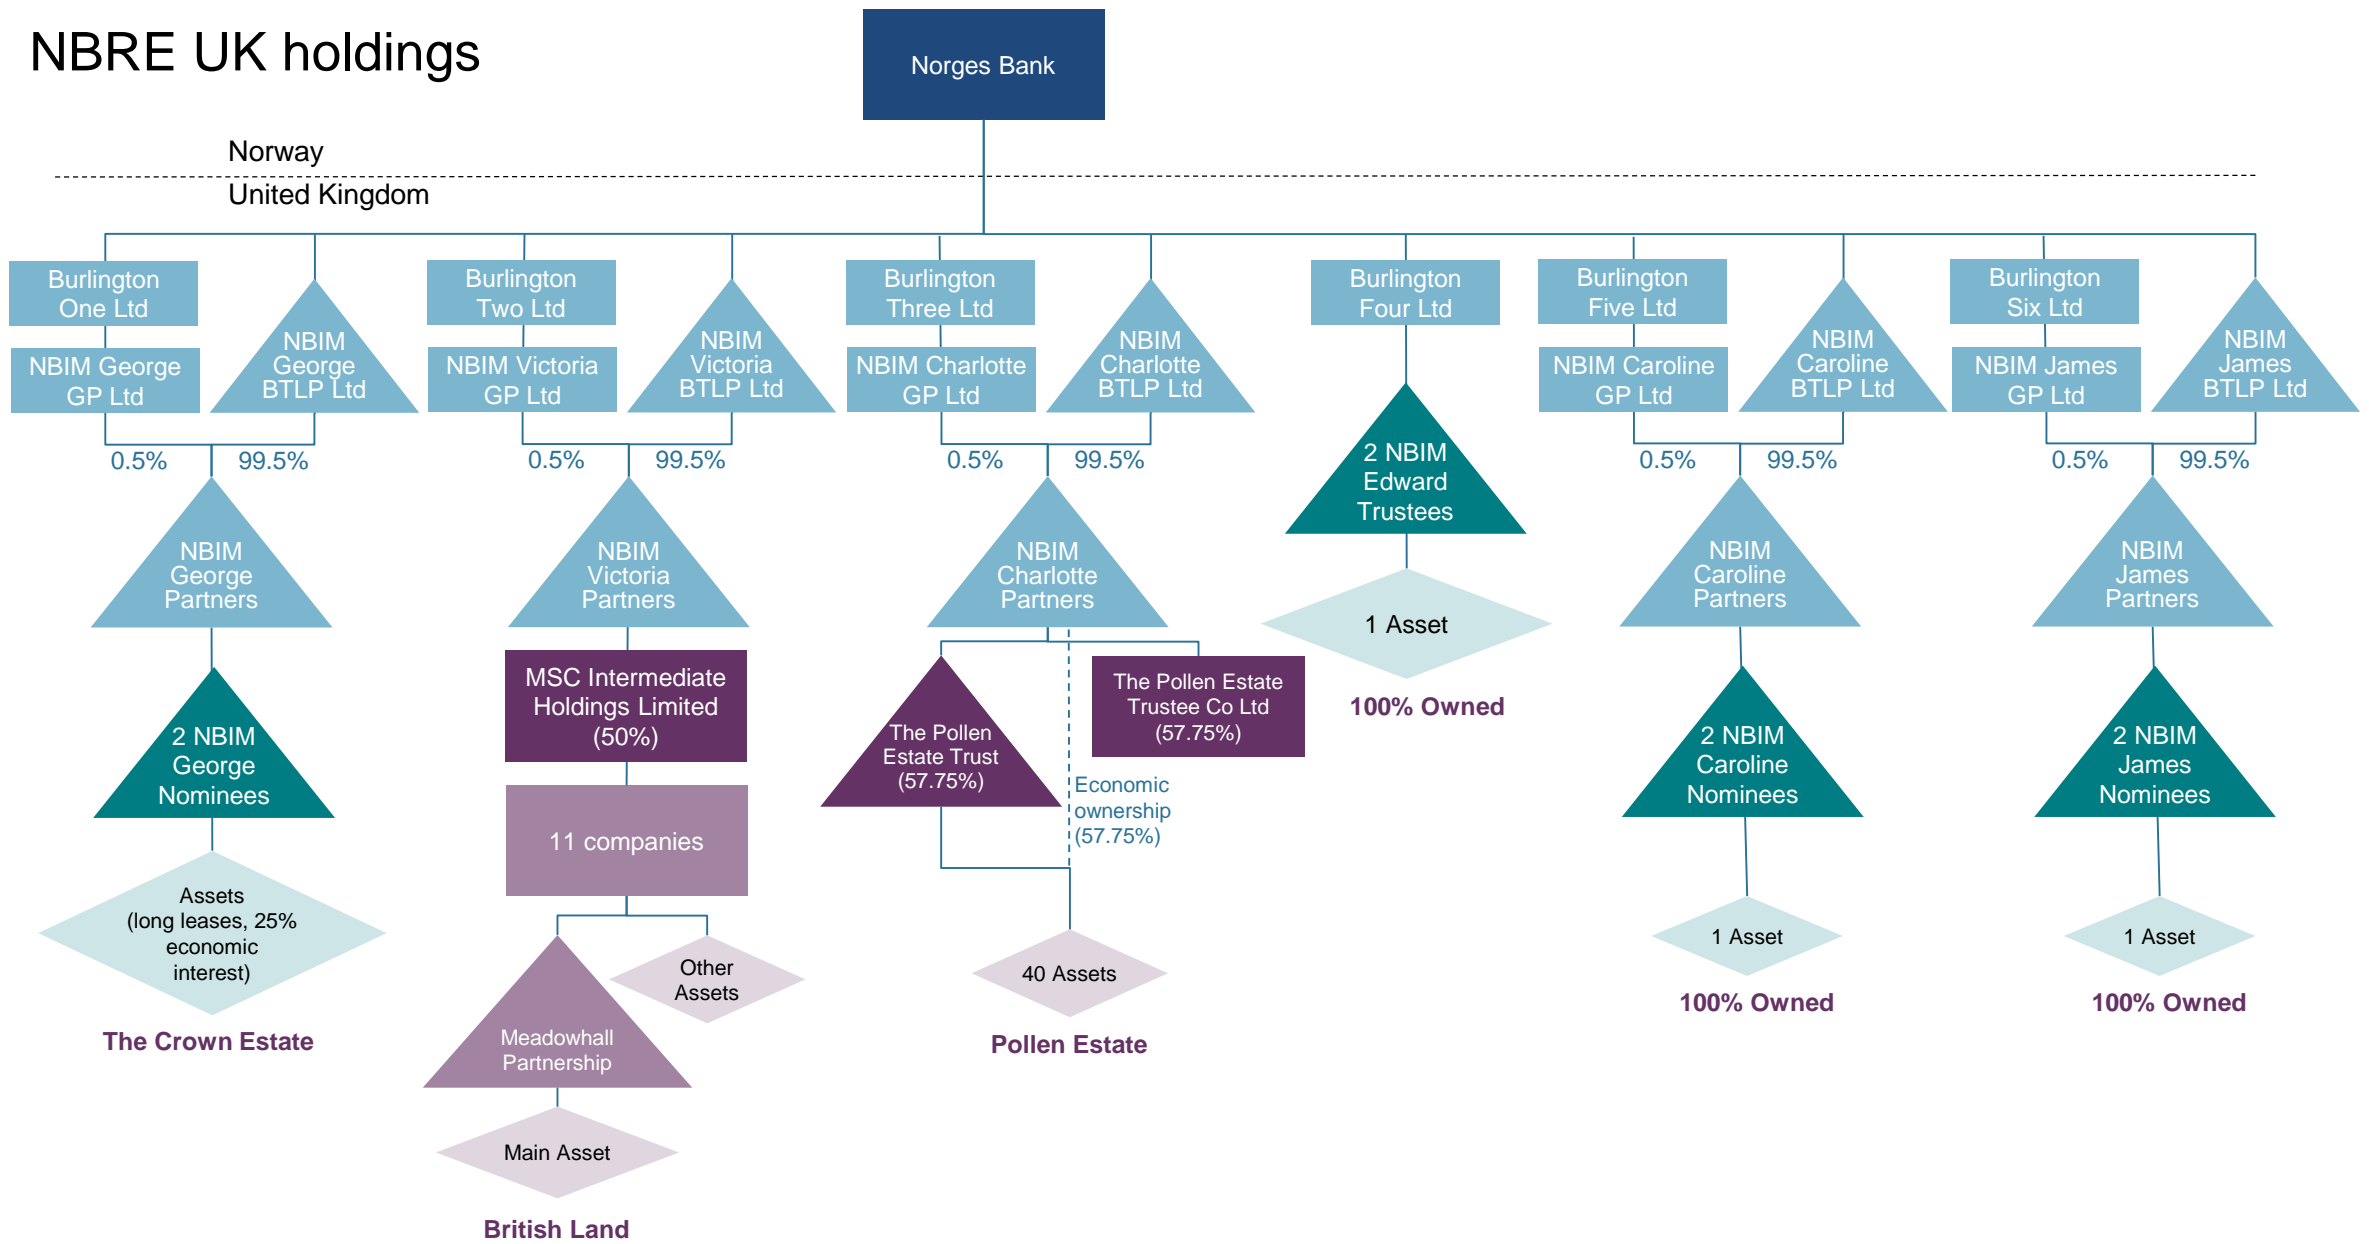 NBRE UK holdings
Norges Bank
Norway
United Kingdom
Burlington
One Ltd
NBIM George
GP Ltd
NBIM
George
BTLP Ltd
0.5%
99.5%
NBIM
George
Partners
2 NBIM
George
Nominees
Assets
(long leases, 25%
economic
interest)
The Crown Estate
Burlington
Two Ltd
NBIM Victoria
GP Ltd
NBIM
Victoria
BTLP Ltd
0.5%
99.5%
NBIM
Victoria
Partners
MSC Intermediate
Holdings Limited
(50%)
11 companies
Other
Assets
Meadowhall
Partnership
Main Asset
British Land
Burlington
Three Ltd
NBIM Charlotte
GP Ltd
NBIM
Charlotte
BTLP Ltd
0.5%
99.5%
NBIM
Charlotte
Partners
The Pollen
Estate Trust
(57.75%)
The Pollen Estate
Trustee Co Ltd
(57.75%)
Economic
ownership
(57.75%)
40 Assets
Pollen Estate
Burlington
Four Ltd
2 NBIM
Edward
Trustees
1 Asset
100% Owned
Burlington
Five Ltd
NBIM Caroline
GP Ltd
NBIM
Caroline
BTLP Ltd
0.5%
99.5%
NBIM
Caroline
Partners
2 NBIM
Caroline
Nominees
1 Asset
100% Owned
Burlington
Six Ltd
NBIM James
GP Ltd
NBIM
James
BTLP Ltd
0.5%
99.5%
NBIM
James
Partners
2 NBIM
James
Nominees
1 Asset
100% Owned